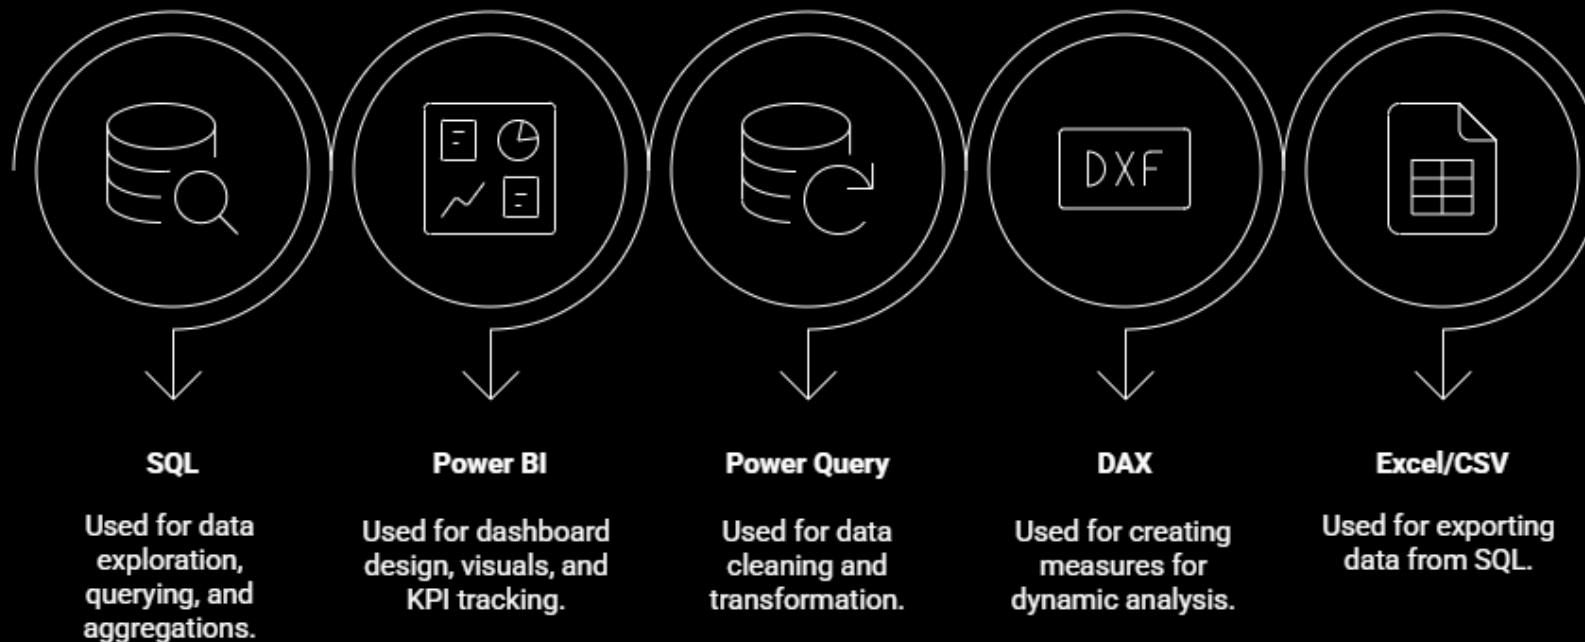 DXF
SQL
Used for data
exploration,
querying, and
aggregations.
Power BI
Used for dashboard
design, visuals, and
KPI tracking.
Power Query
Used for data
cleaning and
transformation.
DAX
Used for creating
measures for
dynamic analysis.
Excel/CSV
Used for exporting
data from SQL.